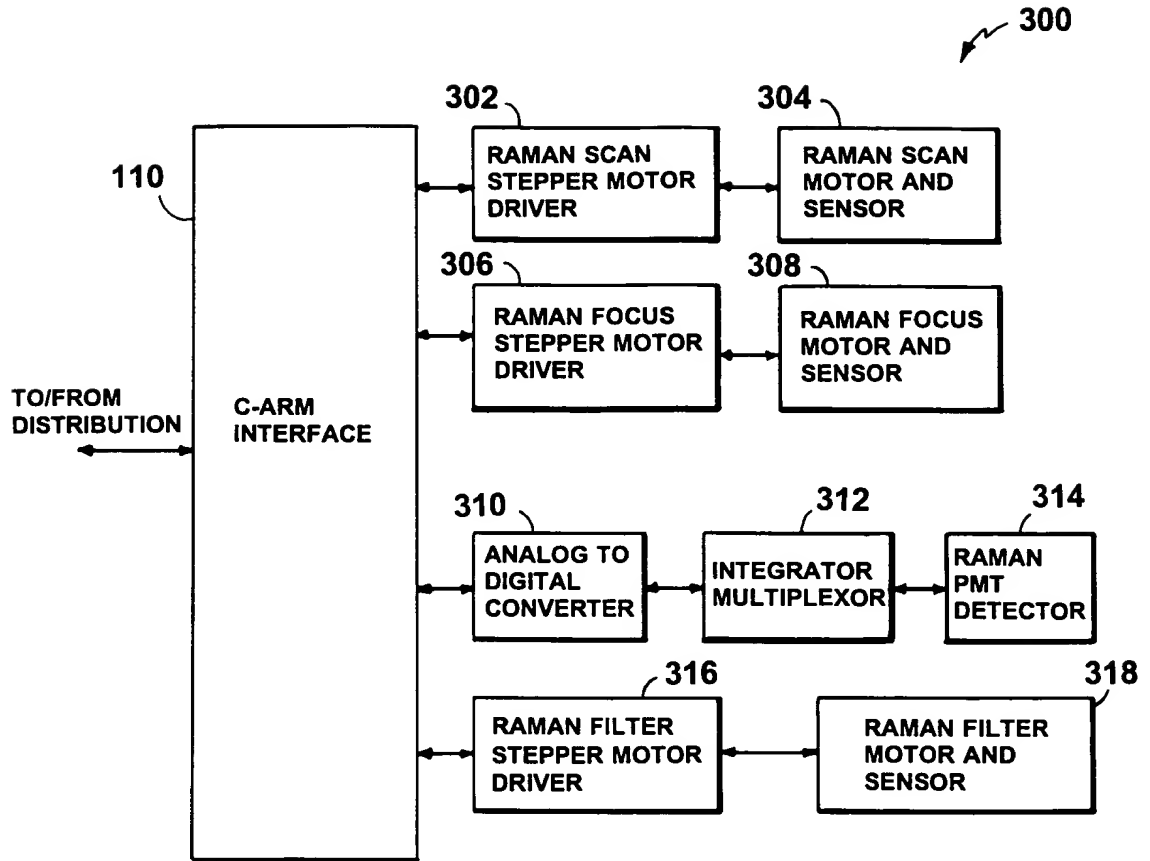 300
302
304
110
RAMAN SCAN
STEPPER MOTOR
DRIVER
RAMAN SCAN
MOTOR AND
SENSOR
306
308
RAMAN FOCUS
STEPPER MOTOR
DRIVER
RAMAN FOCUS
MOTOR AND
SENSOR
TO/FROM
DISTRIBUTION
C-ARM
INTERFACE
310
312
314
ANALOG TO
DIGITAL
CONVERTER
INTEGRATOR
MULTIPLEXOR
RAMAN
PMT
DETECTOR
316
318
RAMAN FILTER
STEPPER MOTOR
DRIVER
RAMAN FILTER
MOTOR AND
SENSOR